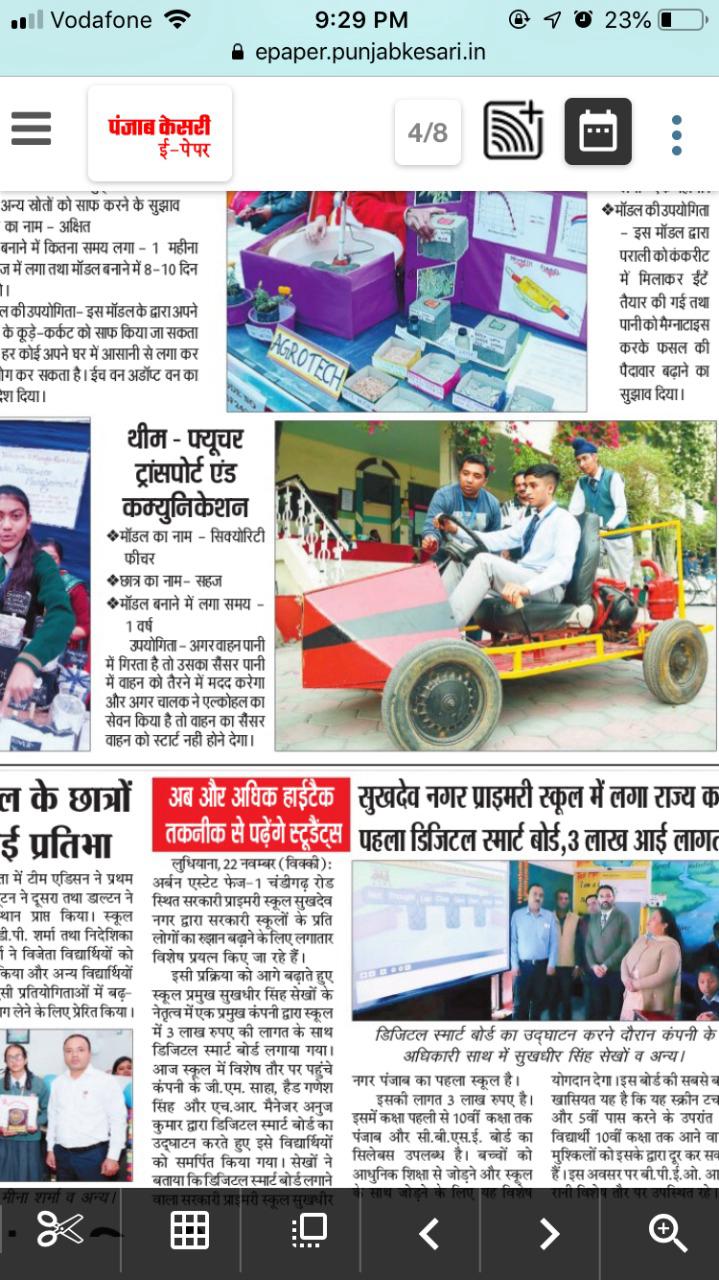 Vodafone 9:29 PM 23%
epaper.punjabkesari.in
पंजाब केसरी
ई-पेपर
4/8
अन्य स्रोतों को साफ करने के सुझाव
का नाम – अक्षित
बनाने में कितना समय लगा – 1 महीना
ज में लगा तथा मॉडल बनाने में 8-10 दिन
ल की उपयोगिता- इस मॉडल के द्वारा अपने
के कूड़े-कर्कट को साफ किया जा सकता
हर कोई अपने घर में आसानी से लगा कर
ोग कर सकता है। ईच वन अडॉप्ट वन का
देश दिया।
AGROTECH
❖मॉडल की उपयोगिता
– इस मॉडल द्वारा
पराली को कंकरीट
में मिलाकर ईंटें
तैयार की गई तथा
पानी को मैग्नाटाइस
करके फसल की
पैदावार बढ़ाने का
सुझाव दिया।
थीम - फ्यूचर
ट्रांसपोर्ट एंड
कम्युनिकेशन
❖मॉडल का नाम – सिक्योरिटी
फीचर
❖छात्र का नाम- सहज
❖मॉडल बनाने में लगा समय –
1 वर्ष
उपयोगिता - अगर वाहन पानी
में गिरता है तो उसका सैंसर पानी
में वाहन को तैरने में मदद करेगा
और अगर चालक ने एल्कोहल का
सेवन किया है तो वाहन का सैंसर
वाहन को स्टार्ट नही होने देगा।
ल के छात्रों
ई प्रतिभा
ता में टीम एडिसन ने प्रथम
टन ने दूसरा तथा डाल्टन ने
थान प्राप्त किया। स्कूल
डी.पी. शर्मा तथा निदेशिका
ने विजेता विद्यार्थियों को
किया और अन्य विद्यार्थियों
सी प्रतियोगिताओं में बढ़-
ाग लेने के लिए प्रेरित किया।
मीना शर्मा व अन्य।
अब और अधिक हाईटैक
तकनीक से पढ़ेंगे स्टूडैंट्स
लुधियाना, 22 नवम्बर (विक्की):
अर्बन एस्टेट फेज-1 चंडीगढ़ रोड
स्थित सरकारी प्राइमरी स्कूल सुखदेव
नगर द्वारा सरकारी स्कूलों के प्रति
लोगों का रुझान बढ़ाने के लिए लगातार
विशेष प्रयत्न किए जा रहे हैं।
इसी प्रक्रिया को आगे बढ़ाते हुए
स्कूल प्रमुख सुखधीर सिंह सेखों के
नेतृत्व में एक प्रमुख कंपनी द्वारा स्कूल
में 3 लाख रुपए की लागत के साथ
डिजिटल स्मार्ट बोर्ड लगाया गया।
आज स्कूल में विशेष तौर पर पहुंचे
कंपनी के जी.एम. साहा, हैड गणेश
सिंह और एच.आर. मैनेजर अनुज
कुमार द्वारा डिजिटल स्मार्ट बोर्ड का
उद्घाटन करते हुए इसे विद्यार्थियों
को समर्पित किया गया। सेखों ने
बताया कि डिजिटल स्मार्ट बोर्ड लगाने
वाला सरकारी प्राइमरी स्कूल सुखधीर
सुखदेव नगर प्राइमरी स्कूल में लगा राज्य का
पहला डिजिटल स्मार्ट बोर्ड,3 लाख आई लागत
डिजिटल स्मार्ट बोर्ड का उद्घाटन करने दौरान कंपनी के
अधिकारी साथ में सुखधीर सिंह सेखों व अन्य।
नगर पंजाब का पहला स्कूल है।
इसकी लागत 3 लाख रुपए है।
इसमें कक्षा पहली से 10वीं कक्षा तक
पंजाब और सी.बी.एस.ई. बोर्ड का
सिलेबस उपलब्ध है। बच्चों को
आधुनिक शिक्षा से जोड़ने और स्कूल
के साथ जोड़ने के लिए यह विशेष
योगदान देगा। इस बोर्ड की सबसे ब
खासियत यह है कि यह स्क्रीन टच
और 5वीं पास करने के उपरांत
विद्यार्थी 10वीं कक्षा तक आने वा
मुश्किलों को इसके द्वारा दूर कर सक
हैं। इस अवसर पर बी.पी.ई.ओ. आ
रानी विशेष तौर पर उपस्थित रहे।